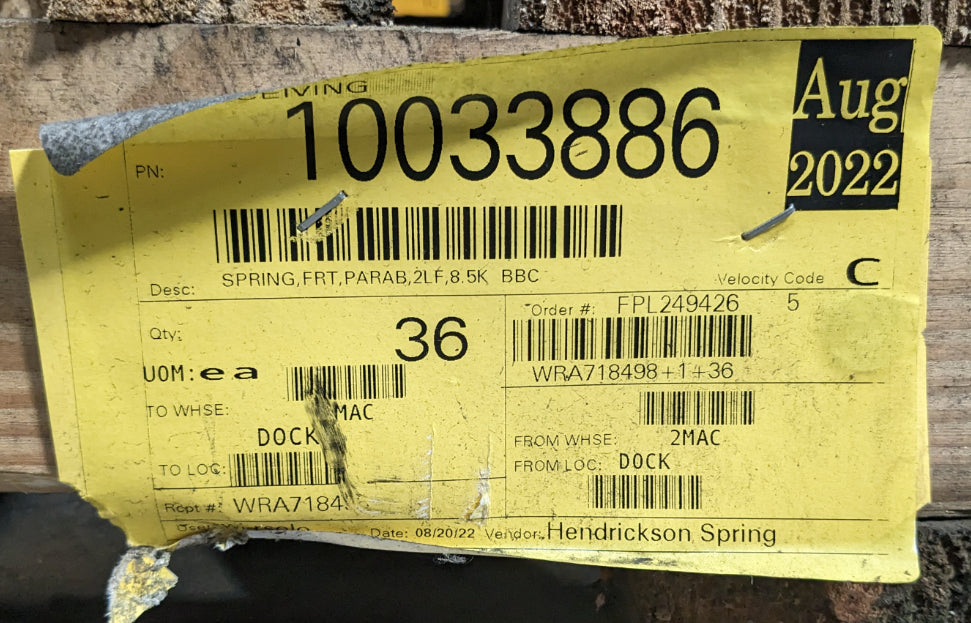 Aug
2022
PN: 10033886
Desc: SPRING,FRT,PARAB,2LF,8.5K BBC
Velocity Code C
Qty: 36
Order #: FPL249426 5
WRA718498+1+36
UOM: ea
TO WHSE: MAC
FROM WHSE: 2MAC
DOCK
TO LOC:
FROM LOC: DOCK
Rcpt #: WRA7184
Date: 08/20/22 Vendor: Hendrickson Spring